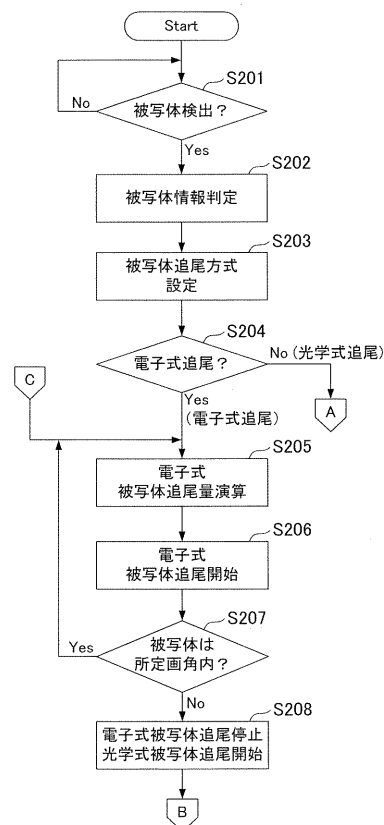 Start
S201
被写体検出？
No
Yes
S202
被写体情報判定
S203
被写体追尾方式
設定
S204
電子式追尾？
No (光学式追尾)
A
C
Yes
(電子式追尾)
S205
電子式
被写体追尾量演算
S206
電子式
被写体追尾開始
S207
被写体は
所定画角内？
Yes
No
S208
電子式被写体追尾停止
光学式被写体追尾開始
B